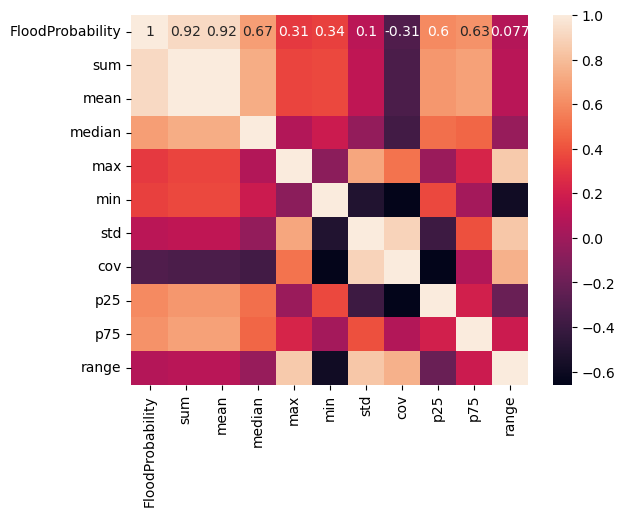 FloodProbability 1 0.92 0.92 0.67 0.31 0.34 0.1 -0.31 0.6 0.63 0.077
sum
mean
median
max
min
std
cov
p25
p75
range
FloodProbability sum mean median max min std cov p25 p75 range
1.0
0.8
0.6
0.4
0.2
0.0
−0.2
−0.4
−0.6